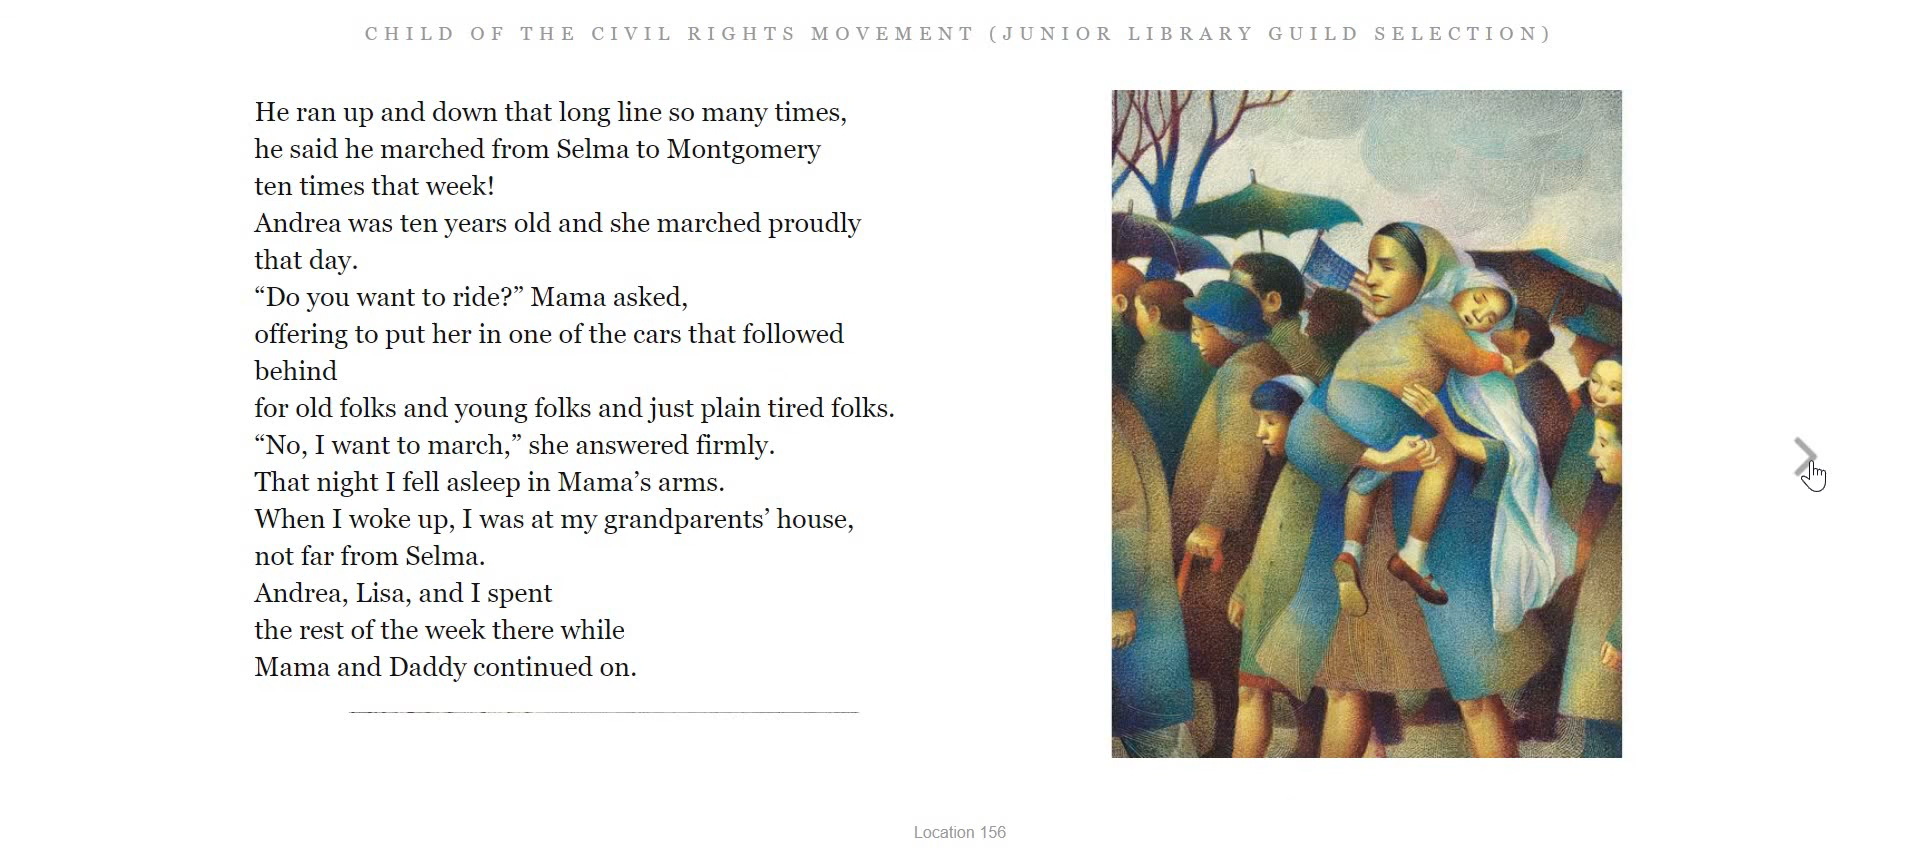 CHILD OF THE CIVIL RIGHTS MOVEMENT (JUNIOR LIBRARY GUILD SELECTION)
He ran up and down that long line so many times,
he said he marched from Selma to Montgomery
ten times that week!
Andrea was ten years old and she marched proudly
that day.
“Do you want to ride?” Mama asked,
offering to put her in one of the cars that followed
behind
for old folks and young folks and just plain tired folks.
“No, I want to march,” she answered firmly.
That night I fell asleep in Mama’s arms.
When I woke up, I was at my grandparents’ house,
not far from Selma.
Andrea, Lisa, and I spent
the rest of the week there while
Mama and Daddy continued on.
Location 156